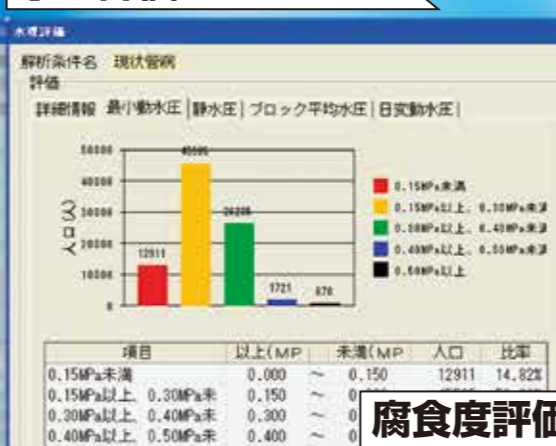 水理評価
解析条件名 現状管網
評価
詳細情報 最小動水圧 静水圧 ブロック平均水圧 日変動水圧
50000
40000
30000
20000
10000
0
人口(人)
12911
26205
1721
878
0.15MPa未満
0.15MPa以上、0.30MPa未満
0.30MPa以上、0.40MPa未満
0.40MPa以上、0.50MPa未満
0.50MPa以上
項目 以上(MP 未満(MP 人口 比率
0.15MPa未満 0.000 ~ 0.150 12911 14.82%
0.15MPa以上、0.30MPa未 0.150 ~ 0
0.30MPa以上、0.40MPa未 0.300 ~ 0
0.40MPa以上、0.50MPa未 0.400 ~ 0
腐食度評価